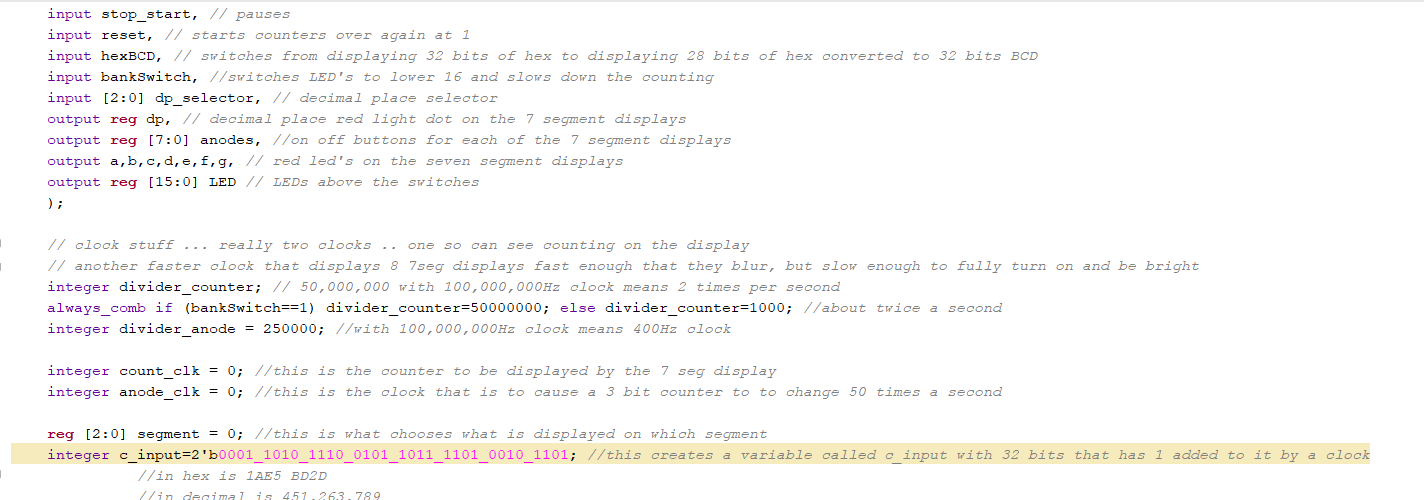 input stop_start, // pauses
input reset, // starts counters over again at 1
input hexBCD, // switches from displaying 32 bits of hex to displaying 28 bits of hex converted to 32 bits BCD
input bankSwitch, //switches LED's to lower 16 and slows down the counting
input [2:0] dp_selector, // decimal place selector
output reg dp, // decimal place red light dot on the 7 segment displays
output reg [7:0] anodes, //on off buttons for each of the 7 segment displays
output a,b,c,d,e,f,g, // red led's on the seven segment displays
output reg [15:0] LED // LEDs above the switches
);
// clock stuff ... really two clocks .. one so can see counting on the display
// another faster clock that displays 8 7seg displays fast enough that they blur, but slow enough to fully turn on and be bright
integer divider_counter; // 50,000,000 with 100,000,000Hz clock means 2 times per second
always_comb if (bankSwitch==1) divider_counter=50000000; else divider_counter=1000; //about twice a second
integer divider_anode = 250000; //with 100,000,000Hz clock means 400Hz clock
integer count_clk = 0; //this is the counter to be displayed by the 7 seg display
integer anode_clk = 0; //this is the clock that is to cause a 3 bit counter to to change 50 times a second
reg [2:0] segment = 0; //this is what chooses what is displayed on which segment
integer c_input=2'b0001_1010_1110_0101_1011_1101_0010_1101; //this creates a variable called c_input with 32 bits that has 1 added to it by a clock
//in hex is 1AE5 BD2D
//in decimal is 451,263,789